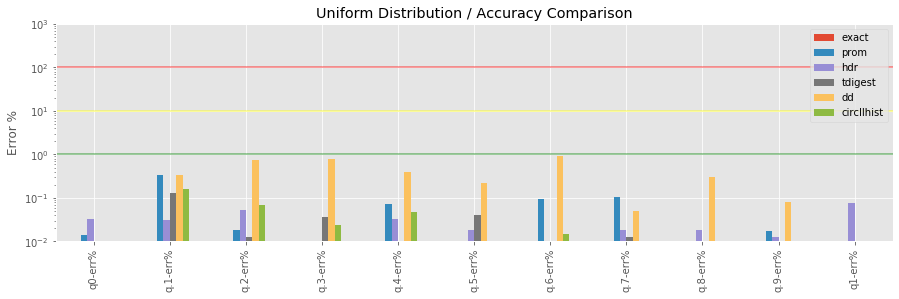 Uniform Distribution / Accuracy Comparison
Error %
10³
10²
10¹
10⁰
10⁻¹
10⁻²
exact
prom
hdr
tdigest
dd
circllhist
q0-err%
q.1-err%
q.2-err%
q.3-err%
q.4-err%
q.5-err%
q.6-err%
q.7-err%
q.8-err%
q.9-err%
q1-err%